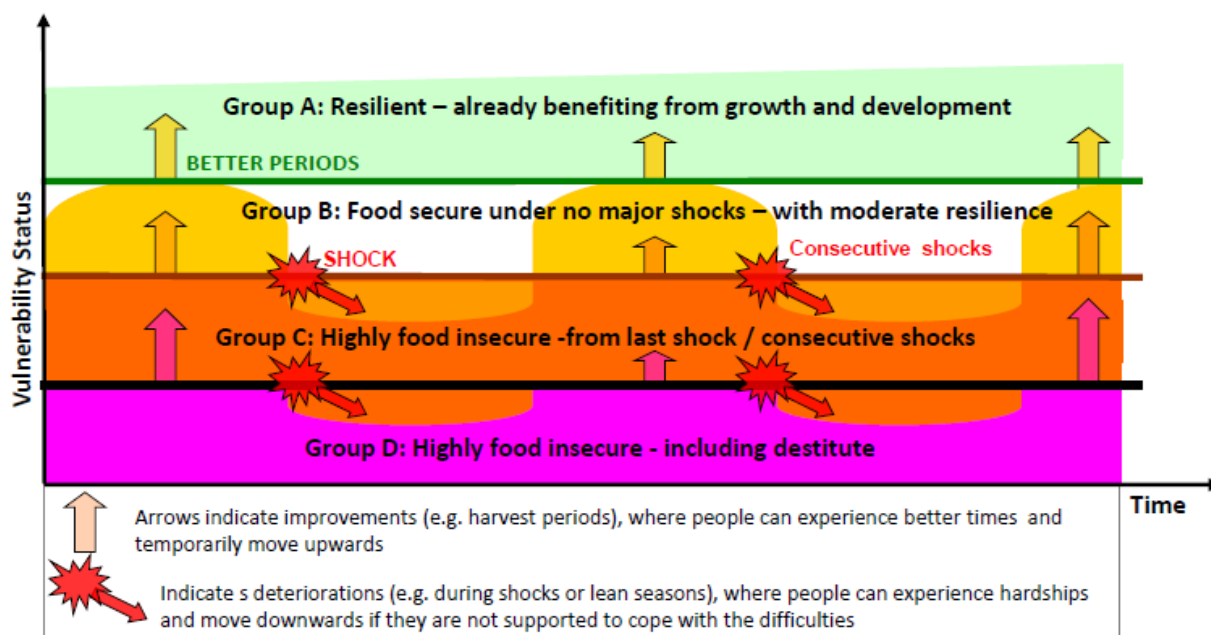 Group A: Resilient – already benefiting from growth and development
BETTER PERIODS
Group B: Food secure under no major shocks – with moderate resilience
SHOCK
Consecutive shocks
Group C: Highly food insecure -from last shock / consecutive shocks
Group D: Highly food insecure - including destitute
Vulnerability Status
Time
Arrows indicate improvements (e.g. harvest periods), where people can experience better times and
temporarily move upwards
Indicate s deteriorations (e.g. during shocks or lean seasons), where people can experience hardships
and move downwards if they are not supported to cope with the difficulties